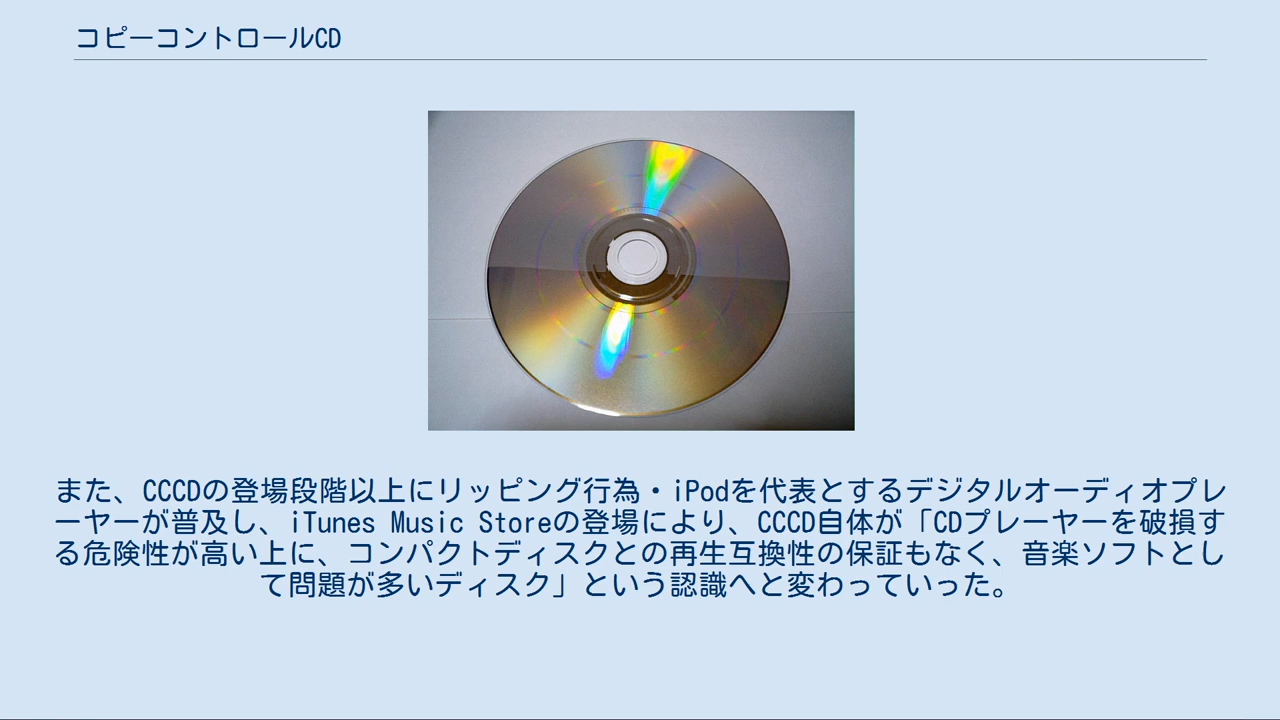 コピーコントロールCD
また、CCCDの登場段階以上にリッピング行為・iPodを代表とするデジタルオーディオプレ
ーヤーが普及し、iTunes Music Storeの登場により、CCCD自体が「CDプレーヤーを破損す
る危険性が高い上に、コンパクトディスクとの再生互換性の保証もなく、音楽ソフトとし
て問題が多いディスク」という認識へと変わっていった。